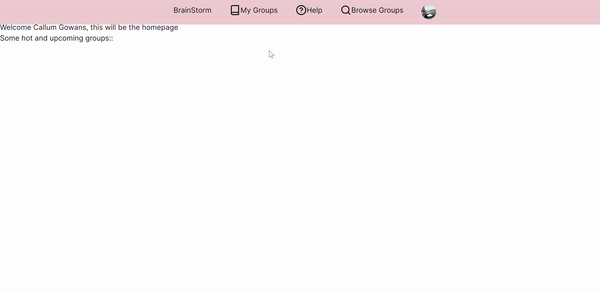 BrainStorm My Groups Help Browse Groups
Welcome Callum Gowans, this will be the homepage
Some hot and upcoming groups::